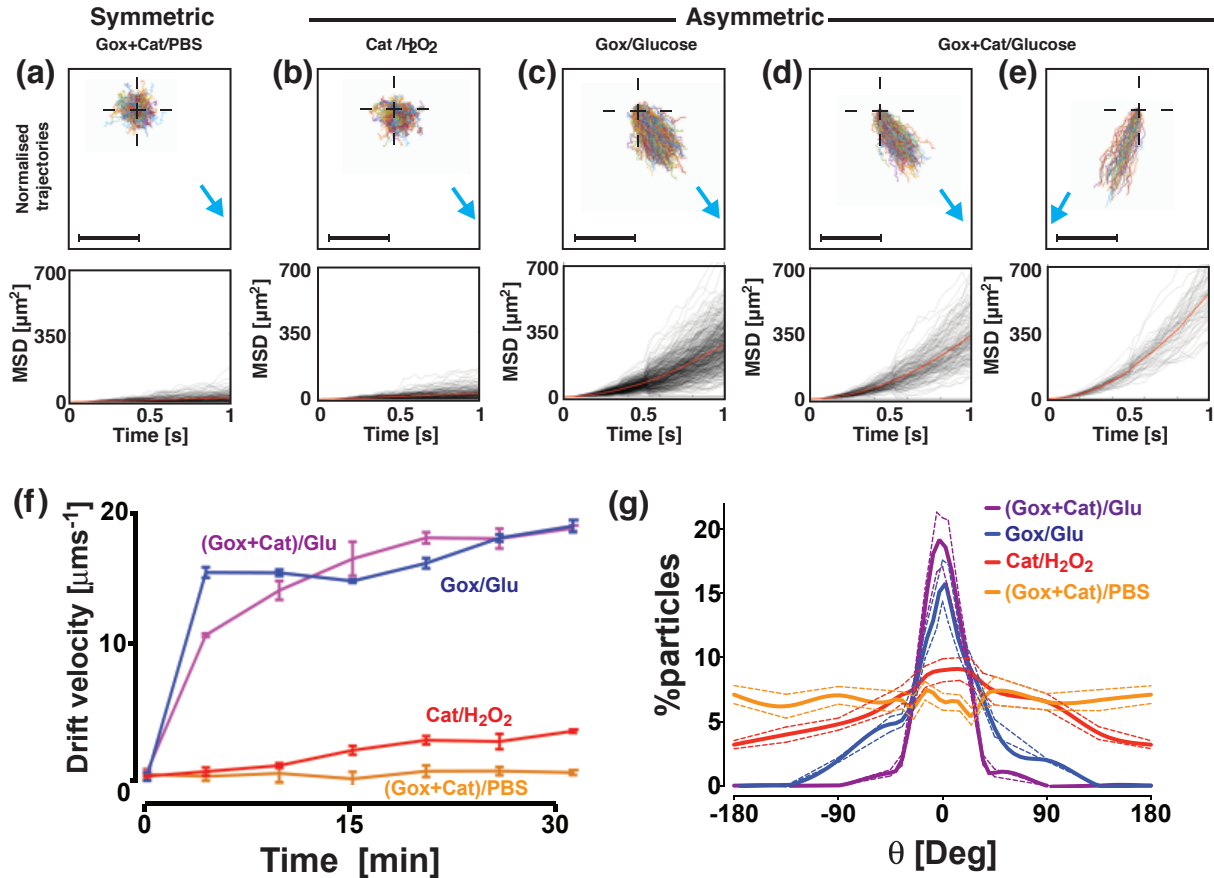 Symmetric
Asymmetric
Gox+Cat/PBS
Cat /H₂O₂
Gox/Glucose
Gox+Cat/Glucose
(a)
(b)
(c)
(d)
(e)
Normalised
trajectories
700
350
0
MSD [µm²]
0
0.5
1
Time [s]
700
350
0
MSD [µm²]
0
0.5
1
Time [s]
700
350
0
MSD [µm²]
0
0.5
1
Time [s]
700
350
0
MSD [µm²]
0
0.5
1
Time [s]
700
350
0
MSD [µm²]
0
0.5
1
Time [s]
(f)
20
10
0
Drift velocity [µms⁻¹]
(Gox+Cat)/Glu
Gox/Glu
Cat/H₂O₂
(Gox+Cat)/PBS
0
15
30
Time [min]
(g)
(Gox+Cat)/Glu
Gox/Glu
Cat/H₂O₂
(Gox+Cat)/PBS
20
15
10
5
0
%particles
-180
-90
0
90
180
θ [Deg]